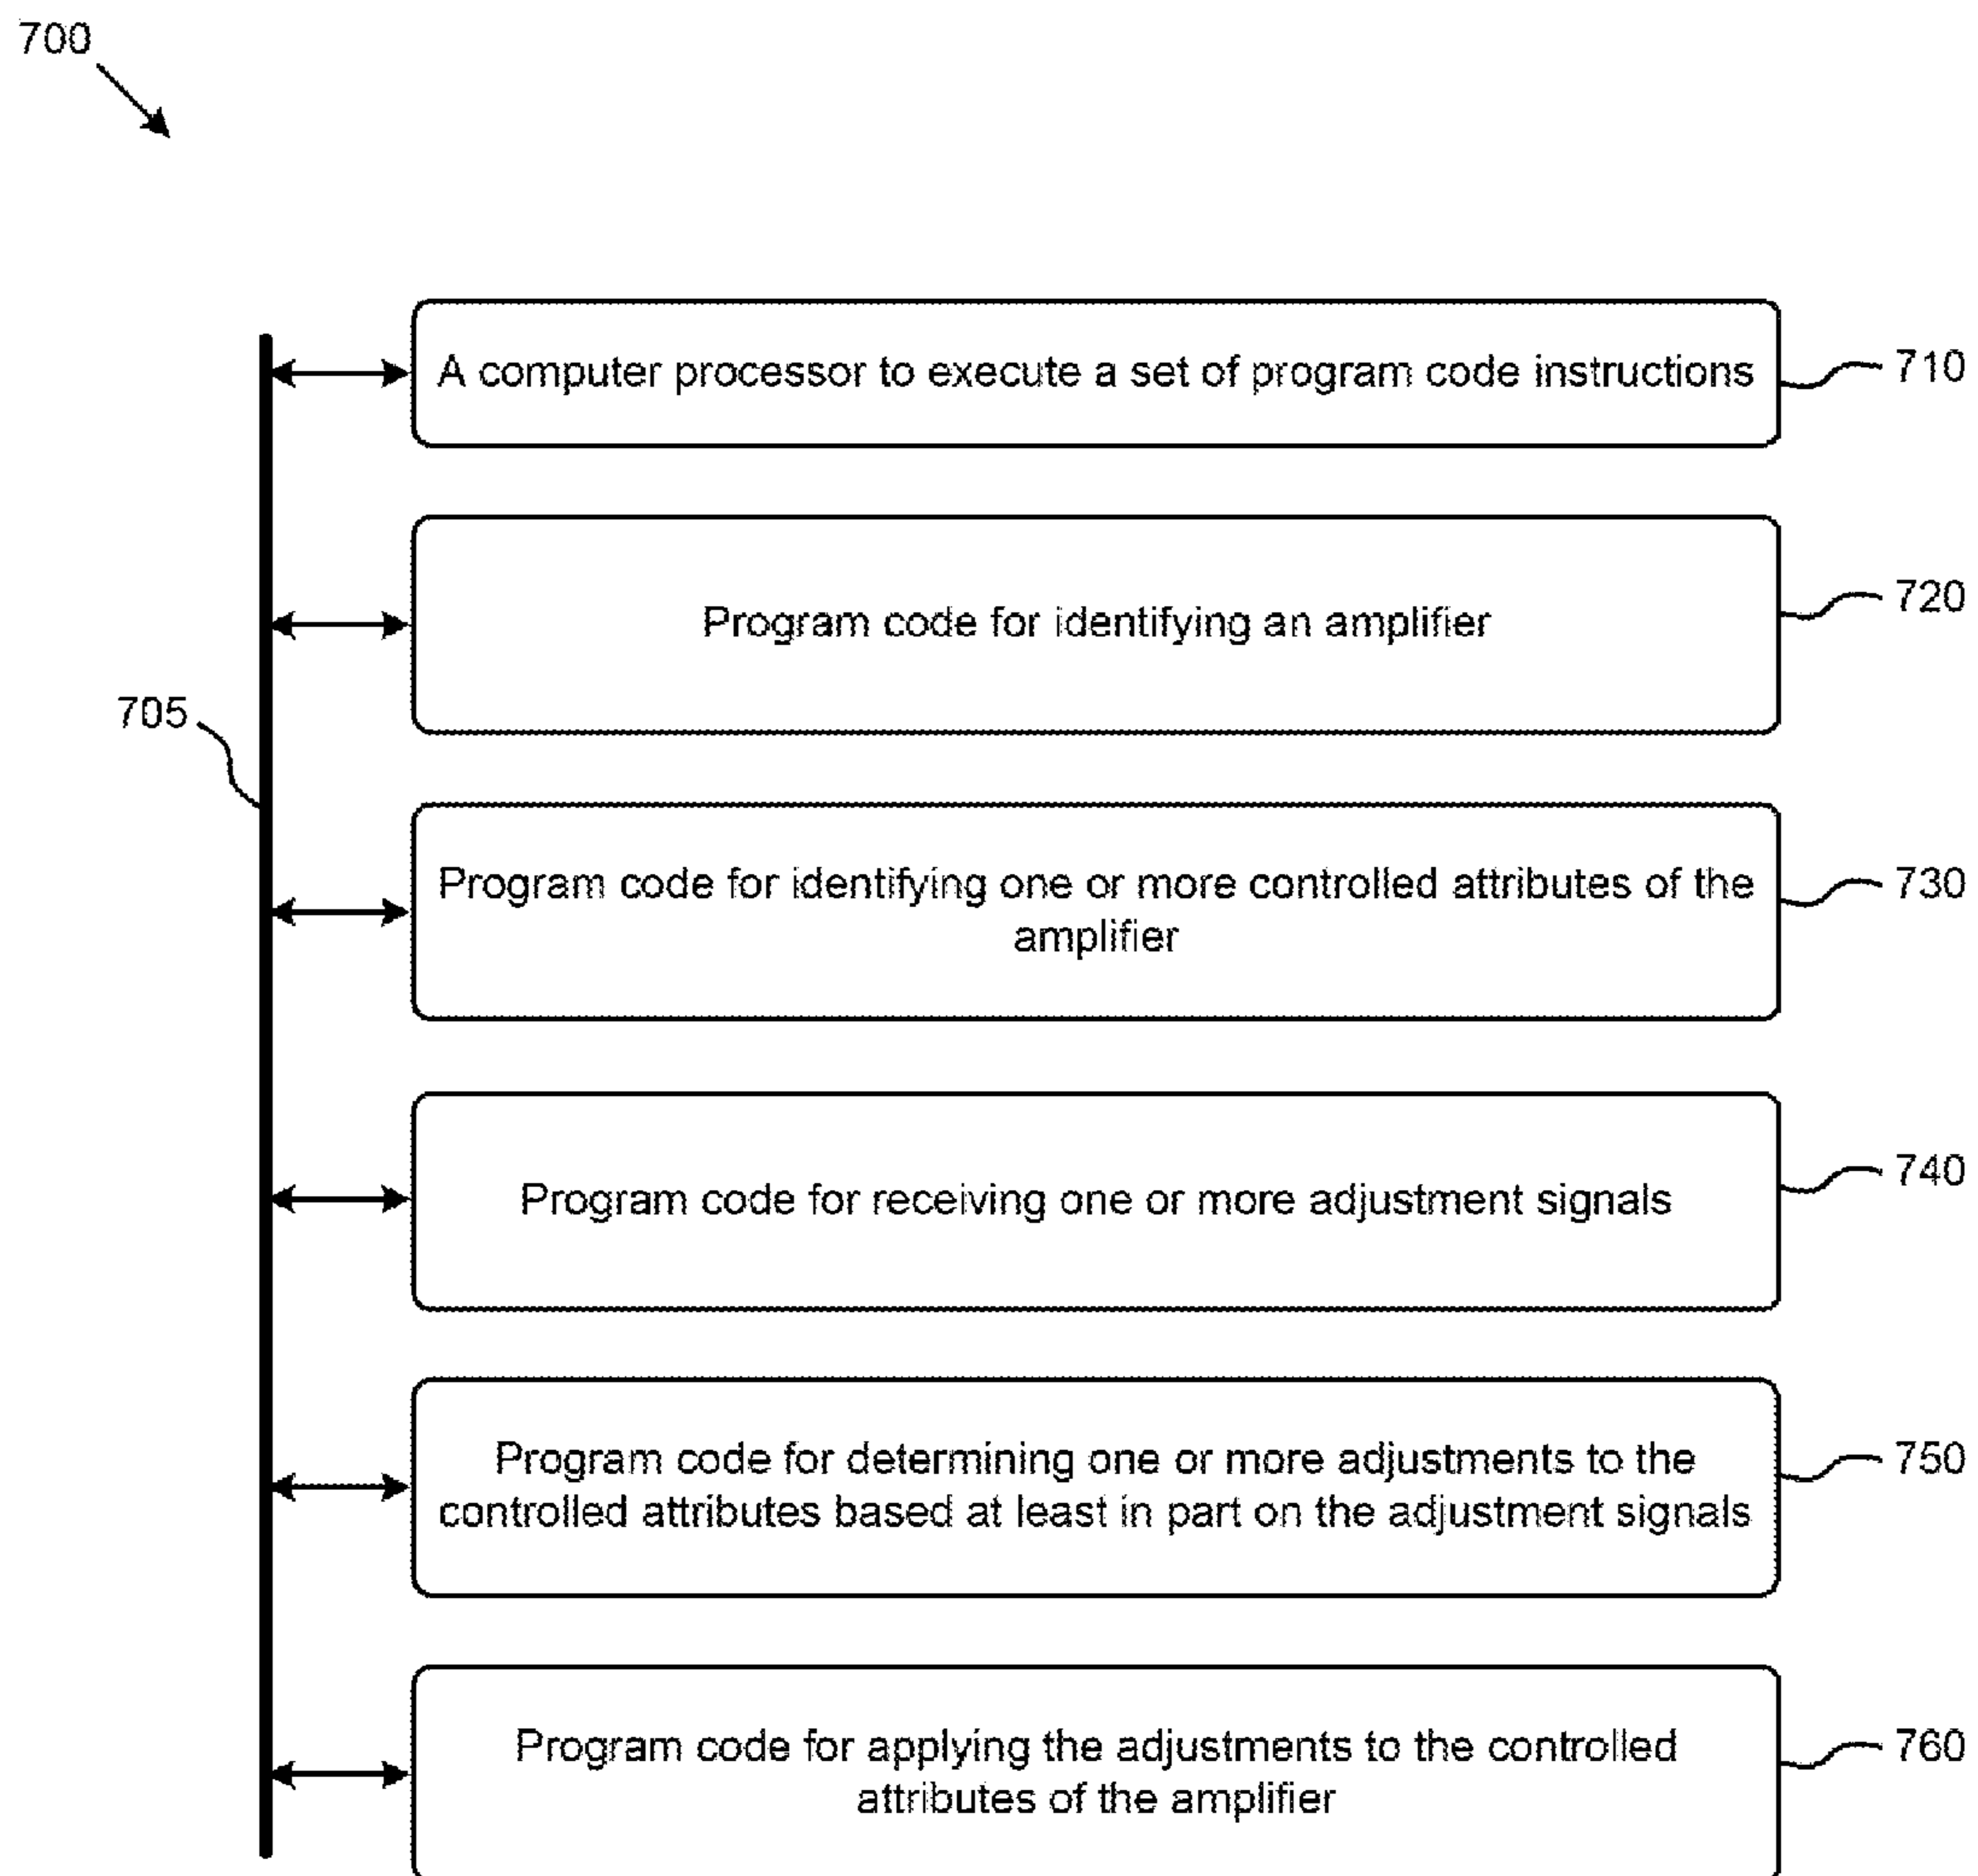 700
A computer processor to execute a set of program code instructions
710
Program code for identifying an amplifier
720
705
Program code for identifying one or more controlled attributes of the
amplifier
730
Program code for receiving one or more adjustment signals
740
Program code for determining one or more adjustments to the
controlled attributes based at least in part on the adjustment signals
750
Program code for applying the adjustments to the controlled
attributes of the amplifier
760